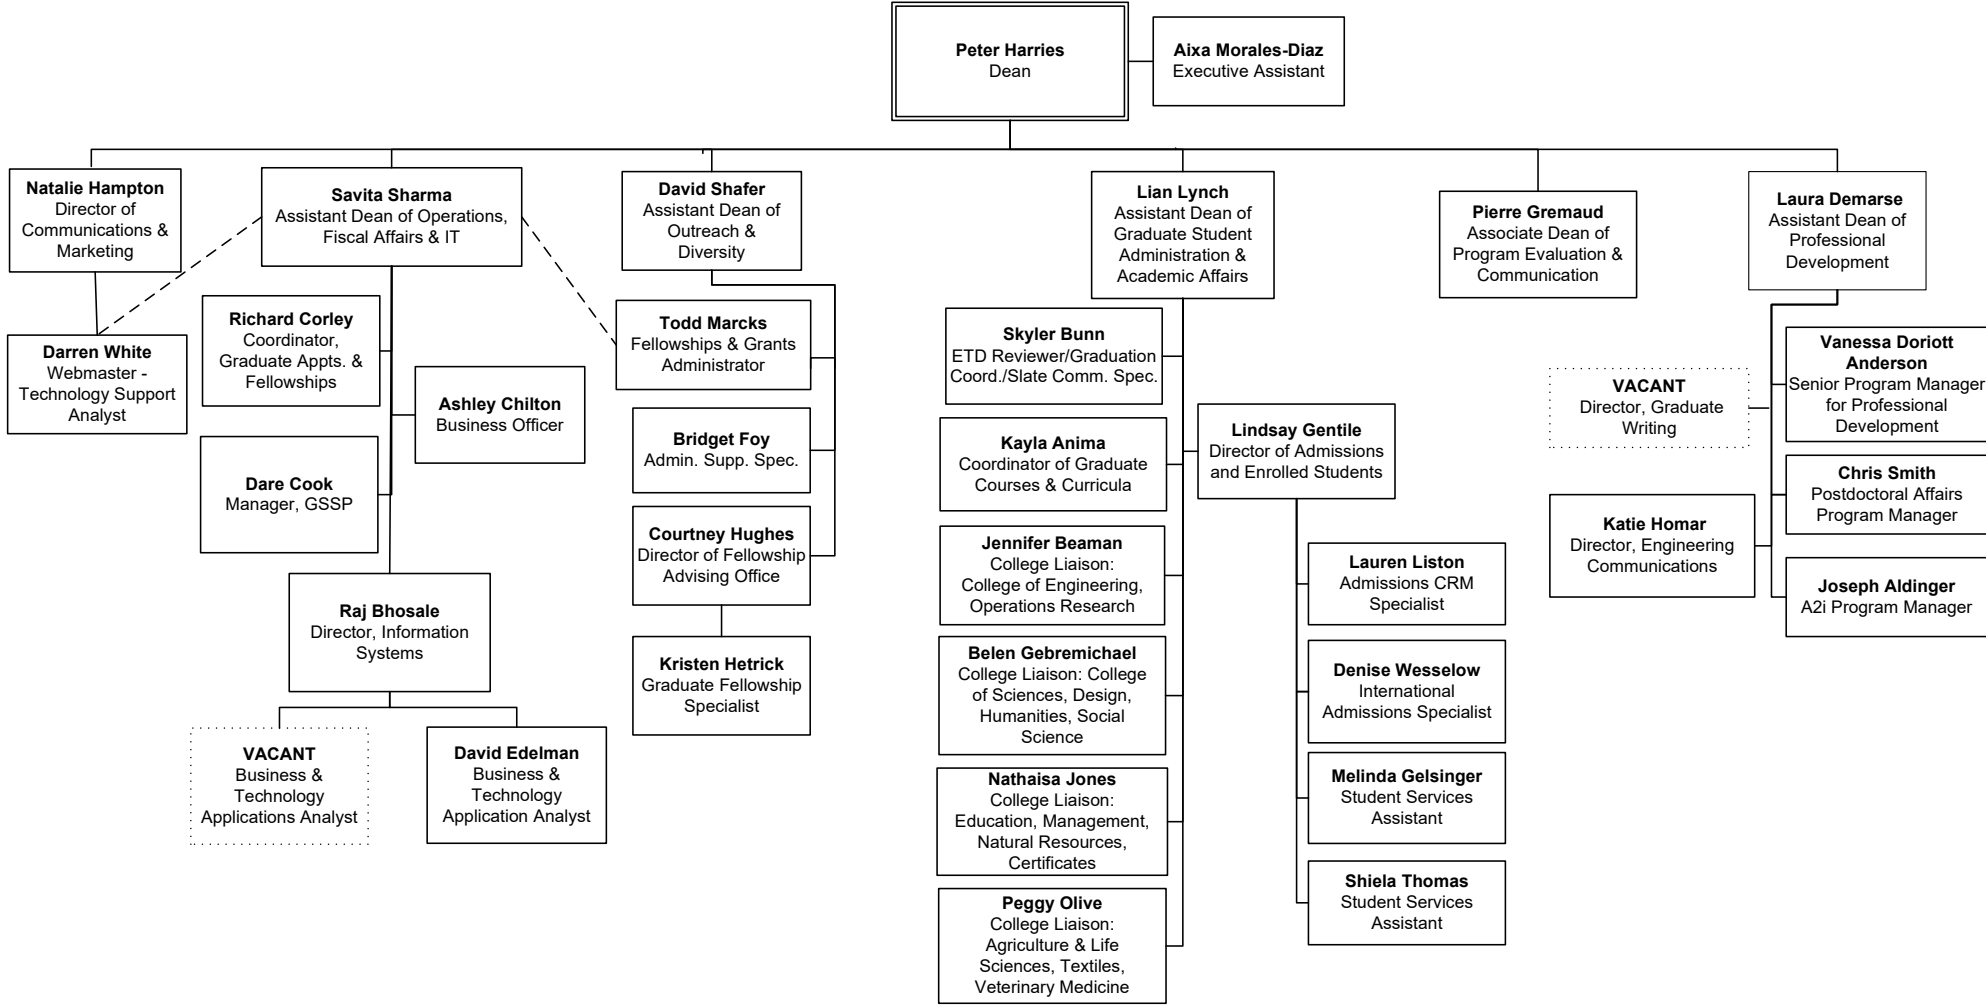 Peter Harries
Dean
Aixa Morales-Diaz
Executive Assistant
Natalie Hampton
Director of
Communications &
Marketing
Savita Sharma
Assistant Dean of Operations,
Fiscal Affairs & IT
David Shafer
Assistant Dean of
Outreach &
Diversity
Lian Lynch
Assistant Dean of
Graduate Student
Administration &
Academic Affairs
Pierre Gremaud
Associate Dean of
Program Evaluation &
Communication
Laura Demarse
Assistant Dean of
Professional
Development
Darren White
Webmaster -
Technology Support
Analyst
Richard Corley
Coordinator,
Graduate Appts. &
Fellowships
Ashley Chilton
Business Officer
Dare Cook
Manager, GSSP
Raj Bhosale
Director, Information
Systems
VACANT
Business &
Technology
Applications Analyst
David Edelman
Business &
Technology
Application Analyst
Todd Marcks
Fellowships & Grants
Administrator
Bridget Foy
Admin. Supp. Spec.
Courtney Hughes
Director of Fellowship
Advising Office
Kristen Hetrick
Graduate Fellowship
Specialist
Skyler Bunn
ETD Reviewer/Graduation
Coord./Slate Comm. Spec.
Kayla Anima
Coordinator of Graduate
Courses & Curricula
Jennifer Beaman
College Liaison:
College of Engineering,
Operations Research
Belen Gebremichael
College Liaison: College
of Sciences, Design,
Humanities, Social
Science
Nathaisa Jones
College Liaison:
Education, Management,
Natural Resources,
Certificates
Peggy Olive
College Liaison:
Agriculture & Life
Sciences, Textiles,
Veterinary Medicine
Lindsay Gentile
Director of Admissions
and Enrolled Students
Lauren Liston
Admissions CRM
Specialist
Denise Wesselow
International
Admissions Specialist
Melinda Gelsinger
Student Services
Assistant
Shiela Thomas
Student Services
Assistant
VACANT
Director, Graduate
Writing
Katie Homar
Director, Engineering
Communications
Vanessa Doriott
Anderson
Senior Program Manager
for Professional
Development
Chris Smith
Postdoctoral Affairs
Program Manager
Joseph Aldinger
A2i Program Manager